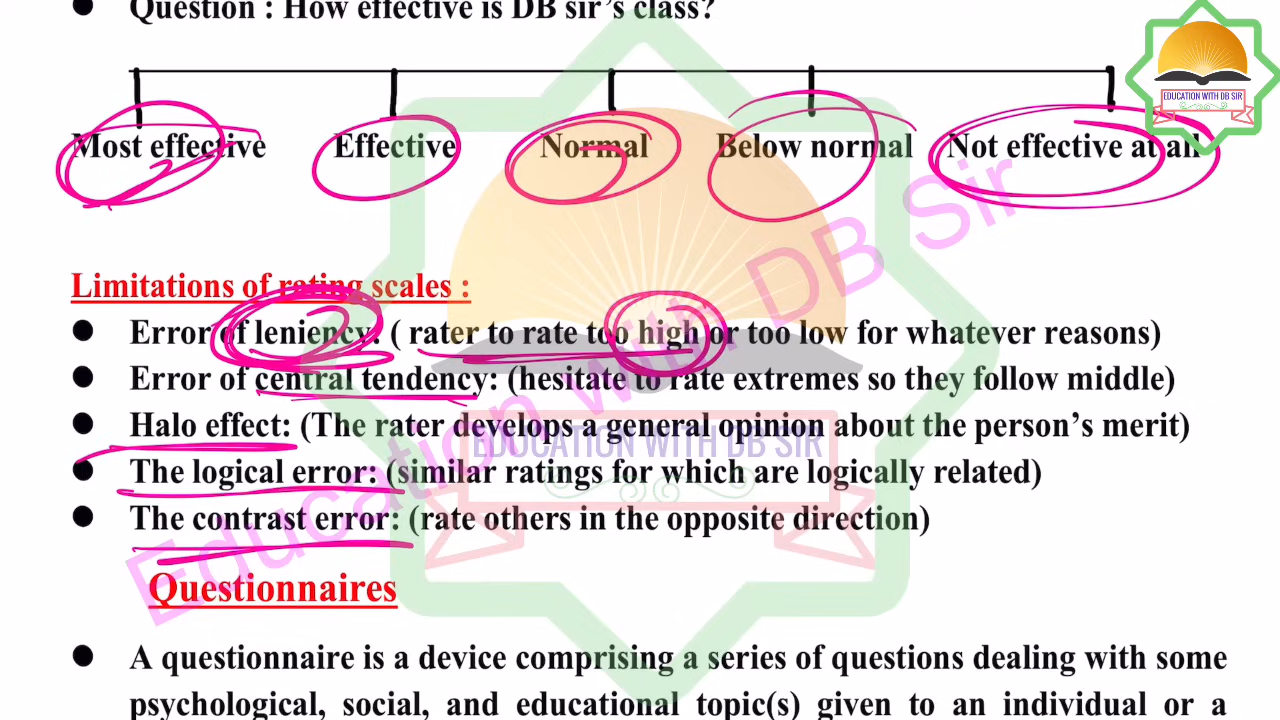 ● Question : How effective is DB sir's class?
EDUCATION WITH DB SIR
Most effective Effective Normal Below normal Not effective at all
Limitations of rating scales :
● Error of leniency: ( rater to rate too high or too low for whatever reasons)
● Error of central tendency: (hesitate to rate extremes so they follow middle)
● Halo effect: (The rater develops a general opinion about the person's merit)
EDUCATION WITH DB SIR
● The logical error: (similar ratings for which are logically related)
● The contrast error: (rate others in the opposite direction)
Education with DB Sir
Questionnaires
● A questionnaire is a device comprising a series of questions dealing with some
psychological, social, and educational topic(s) given to an individual or a